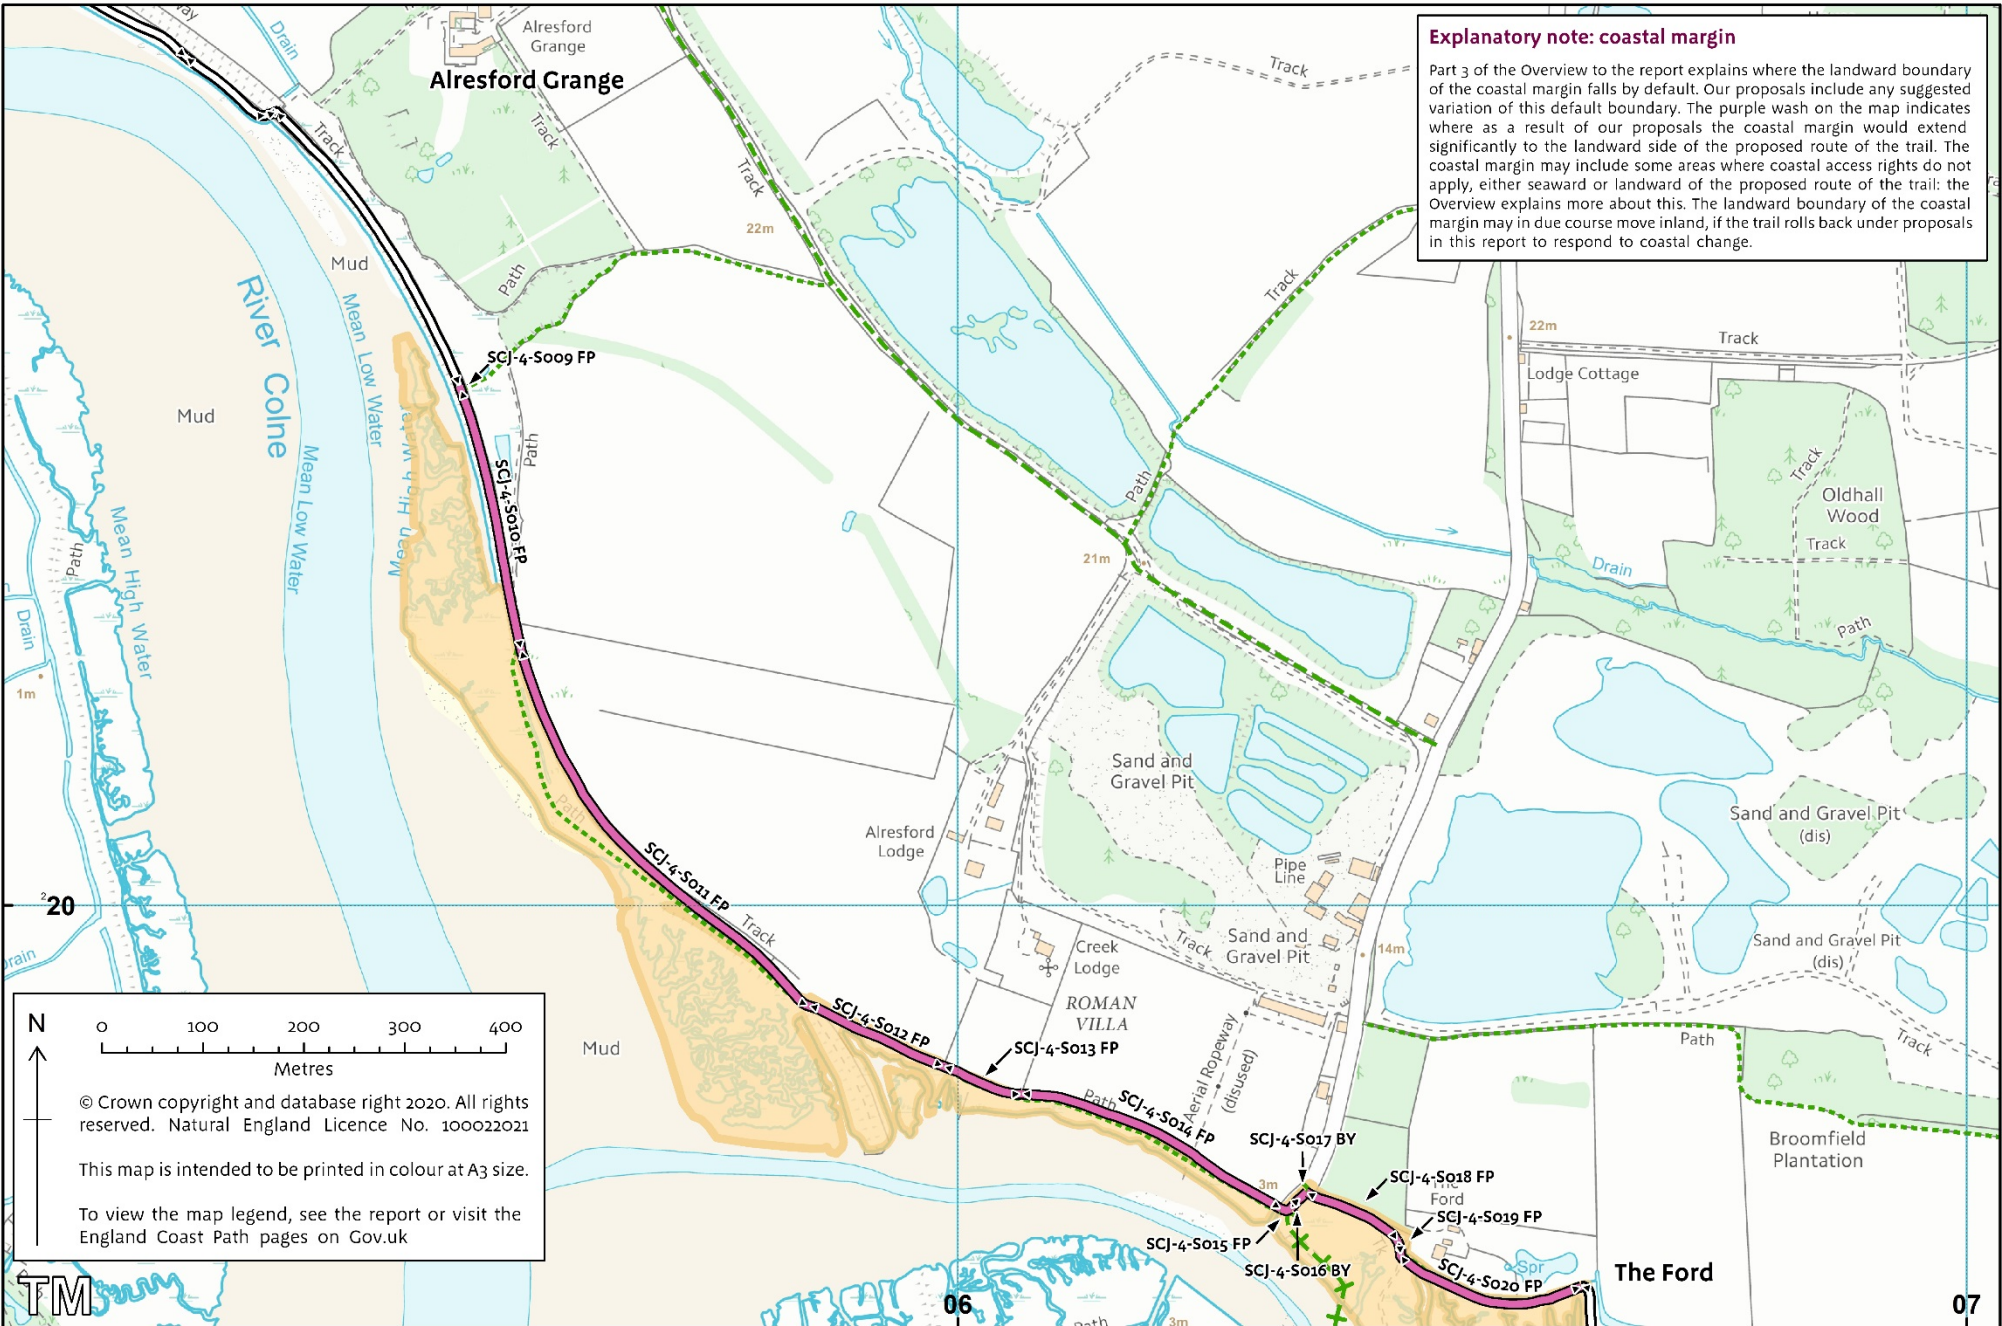 way
Drain
Alresford
Grange
Alresford Grange
Track
Track
Track
Track
22m
Mud
Path
River Colne
Mean Low Water
Mean Low Water
Mean High Water
Mud
SCJ-4-S009 FP
SCJ-4-S010 FP
Path
Explanatory note: coastal margin
Part 3 of the Overview to the report explains where the landward boundary
of the coastal margin falls by default. Our proposals include any suggested
variation of this default boundary. The purple wash on the map indicates
where as a result of our proposals the coastal margin would extend
significantly to the landward side of the proposed route of the trail. The
coastal margin may include some areas where coastal access rights do not
apply, either seaward or landward of the proposed route of the trail: the
Overview explains more about this. The landward boundary of the coastal
margin may in due course move inland, if the trail rolls back under proposals
in this report to respond to coastal change.
Track
22m
Track
Lodge Cottage
Track
Oldhall
Wood
Track
Path
Drain
Path
21m
Path
Mean High Water
Drain
1m
Drain
Sand and
Gravel Pit
Sand and Gravel Pit
(dis)
Alresford
Lodge
Pipe
Line
Path
SCJ-4-S011 FP
20
Track
Track
Sand and
Gravel Pit
14m
Sand and Gravel Pit
(dis)
Creek
Lodge
ROMAN
VILLA
SCJ-4-S012 FP
SCJ-4-S013 FP
Mud
Aerial Ropeway
(disused)
Path
SCJ-4-S014 FP
Path
Track
Broomfield
Plantation
SCJ-4-S017 BY
3m
SCJ-4-S018 FP
Ford
SCJ-4-S019 FP
SCJ-4-S015 FP
SCJ-4-S016 BY
SCJ-4-S020 FP
Spr
The Ford
N
0 100 200 300 400
Metres
© Crown copyright and database right 2020. All rights
reserved. Natural England Licence No. 100022021
This map is intended to be printed in colour at A3 size.
To view the map legend, see the report or visit the
England Coast Path pages on Gov.uk
TM
06
07
Path
3m